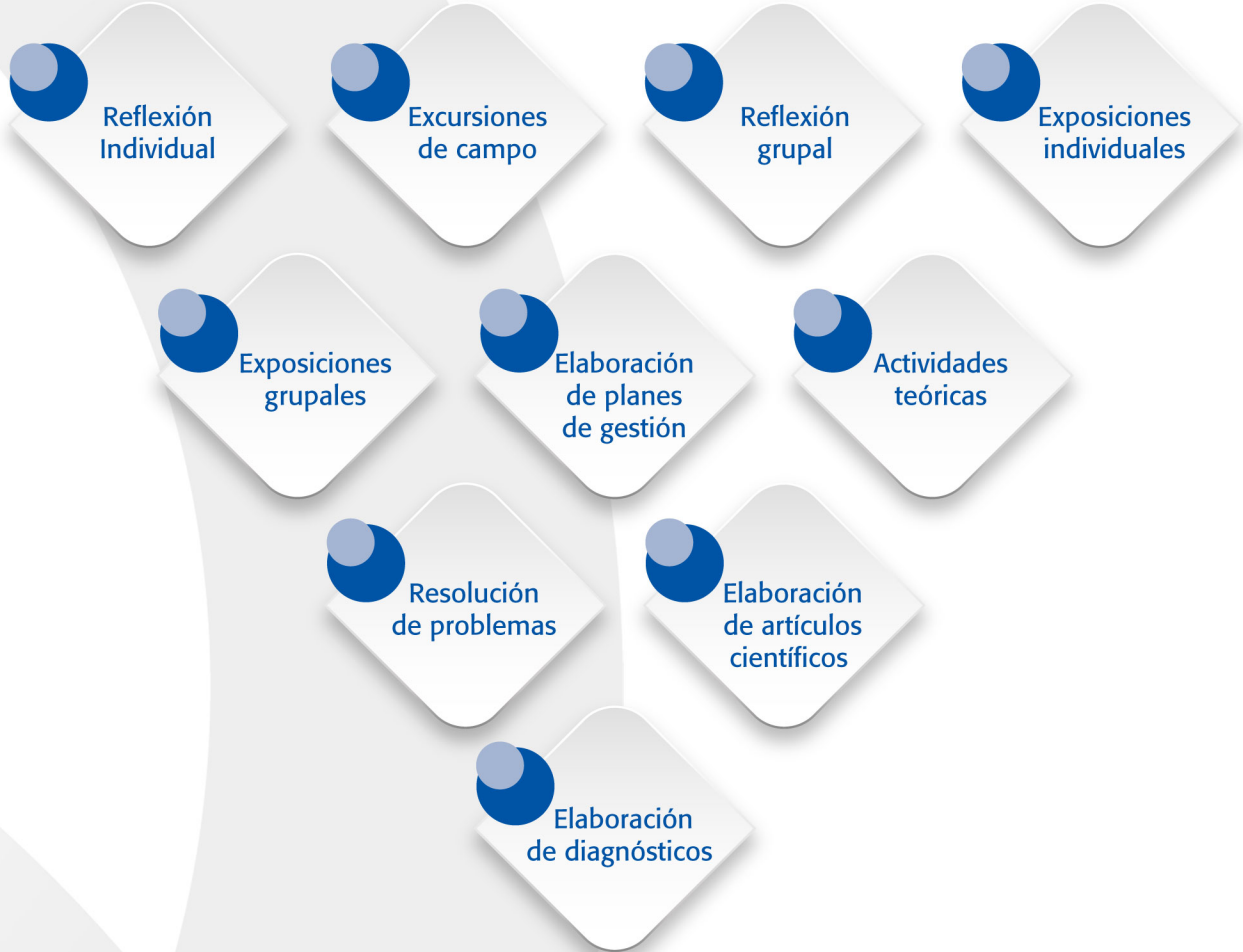 Reflexión
Individual
Excursiones
de campo
Reflexión
grupal
Exposiciones
individuales
Exposiciones
grupales
Elaboración
de planes
de gestión
Actividades
teóricas
Resolución
de problemas
Elaboración
de artículos
científicos
Elaboración
de diagnósticos